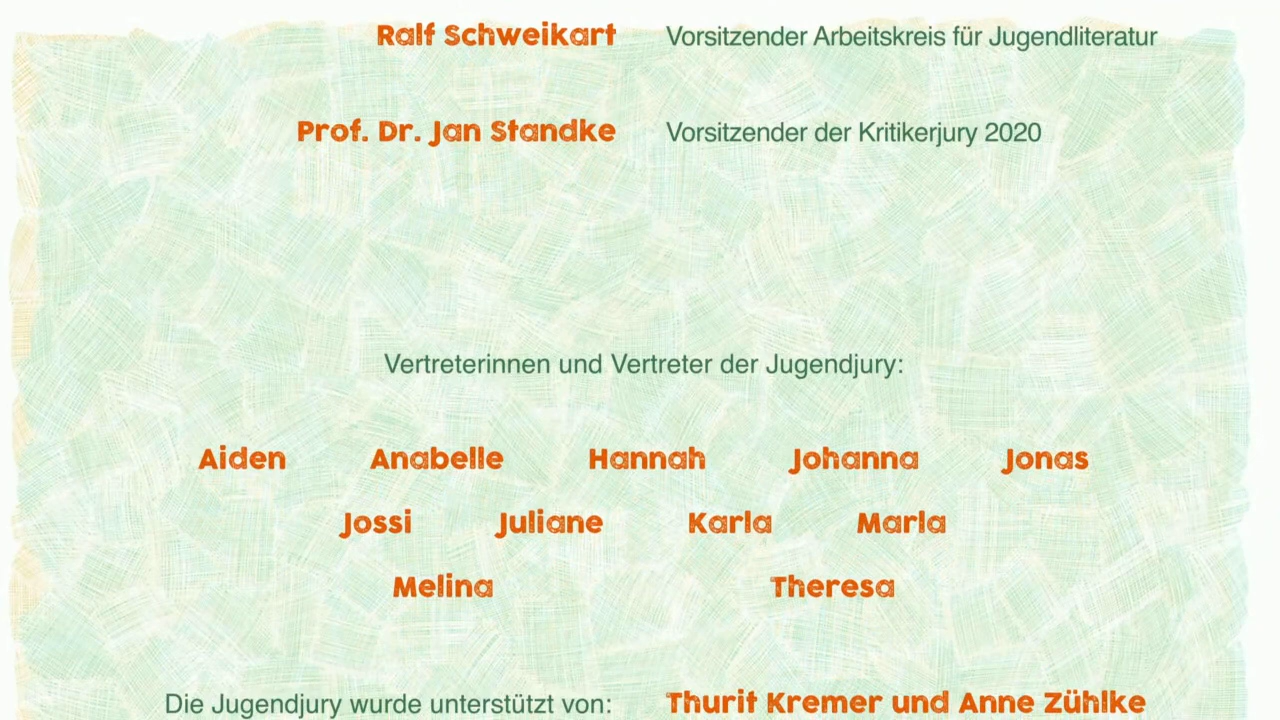 Ralf Schweikart Vorsitzender Arbeitskreis für Jugendliteratur
Prof. Dr. Jan Standke Vorsitzender der Kritikerjury 2020
Vertreterinnen und Vertreter der Jugendjury:
Aiden Anabelle Hannah Johanna Jonas
Jossi Juliane Karla Marla
Melina Theresa
Die Jugendjury wurde unterstützt von: Thurit Kremer und Anne Zühlke